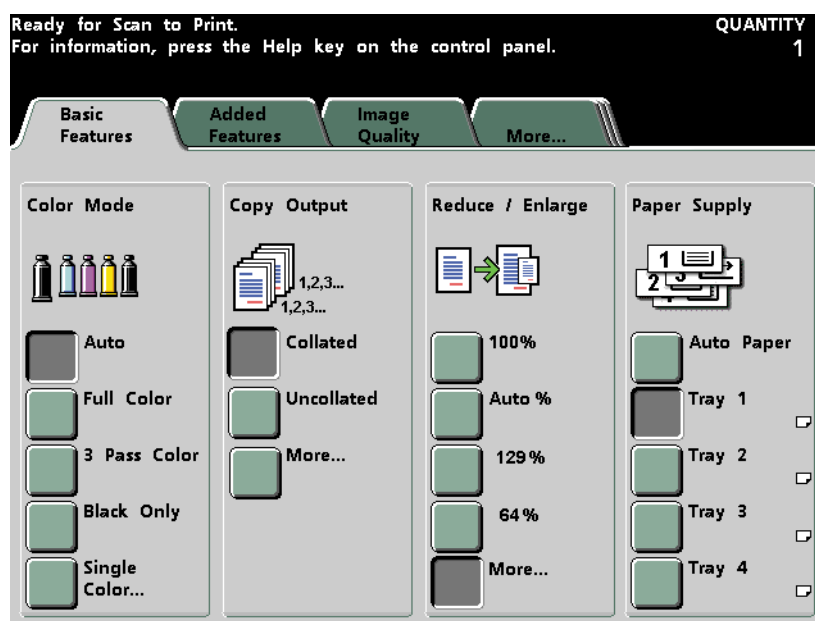 Ready for Scan to Print.
For information, press the Help key on the control panel.
QUANTITY
1
Basic
Features
Added
Features
Image
Quality
More...
Color Mode
Auto
Full Color
3 Pass Color
Black Only
Single
Color...
Copy Output
1,2,3...
1,2,3...
Collated
Uncollated
More...
Reduce / Enlarge
100%
Auto %
129%
64%
More...
Paper Supply
1
2
3
Auto Paper
Tray 1
Tray 2
Tray 3
Tray 4